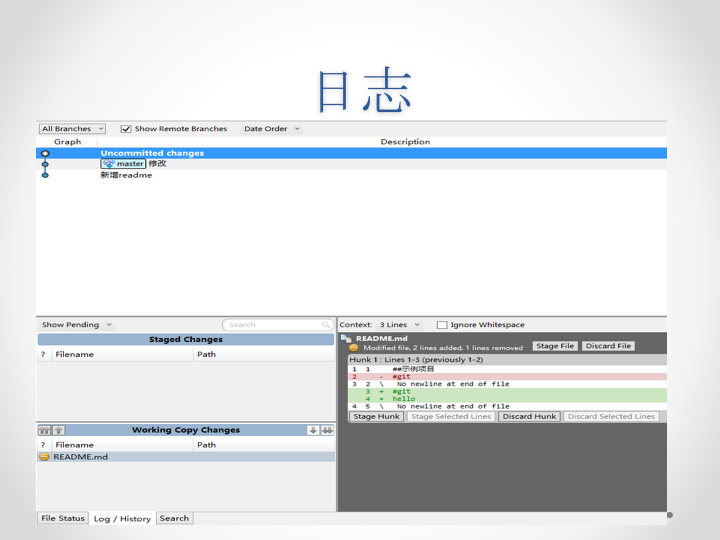 日志
All Branches Show Remote Branches Date Order
Graph Description
Uncommitted changes
master 修改
新增readme
Show Pending Search
Staged Changes
? Filename Path
Working Copy Changes
? Filename Path
README.md
Context: 3 Lines Ignore Whitespace
README.md
Modified file, 2 lines added, 1 lines removed Stage File Discard File
Hunk 1 : Lines 1-3 (previously 1-2)
1 1 ##示例项目
2 - #git
3 2 \ No newline at end of file
3 + #git
4 + hello
4 5 \ No newline at end of file
Stage Hunk Stage Selected Lines Discard Hunk Discard Selected Lines
File Status Log / History Search